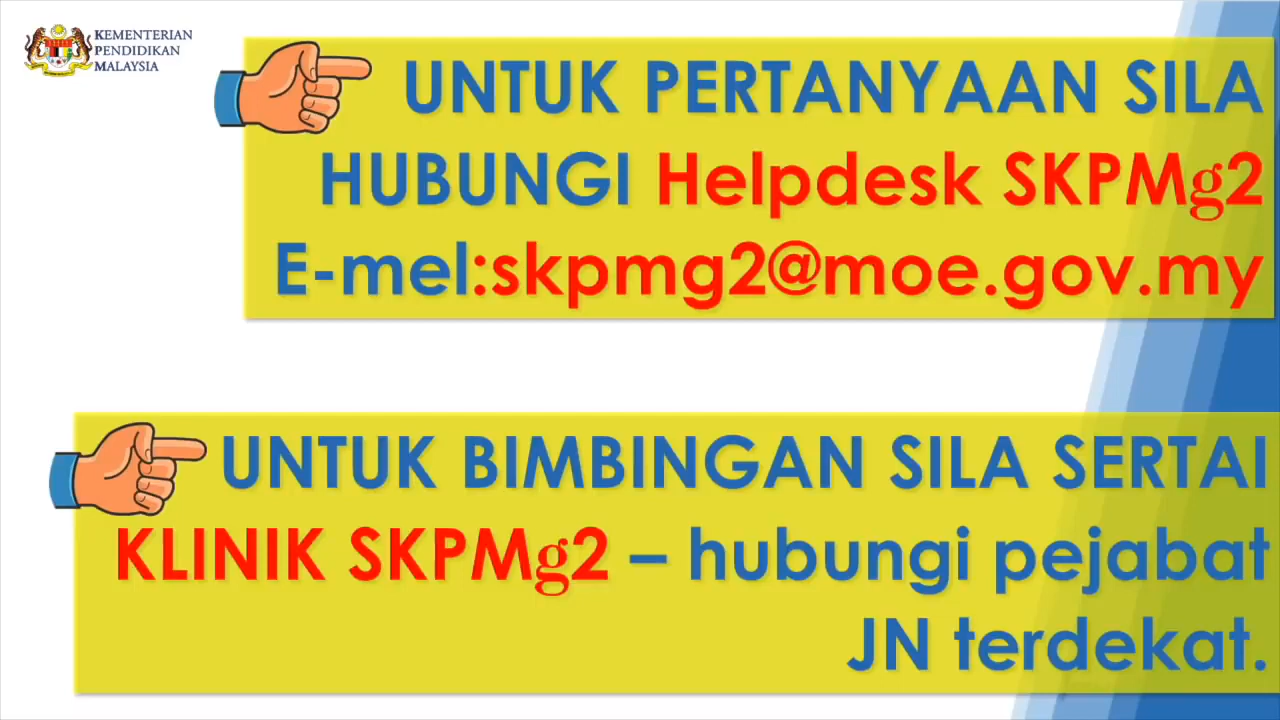 KEMENTERIAN
PENDIDIKAN
MALAYSIA
UNTUK PERTANYAAN SILA
HUBUNGI Helpdesk SKPMg2
E-mel:skpmg2@moe.gov.my
UNTUK BIMBINGAN SILA SERTAI
KLINIK SKPMg2 – hubungi pejabat
JN terdekat.